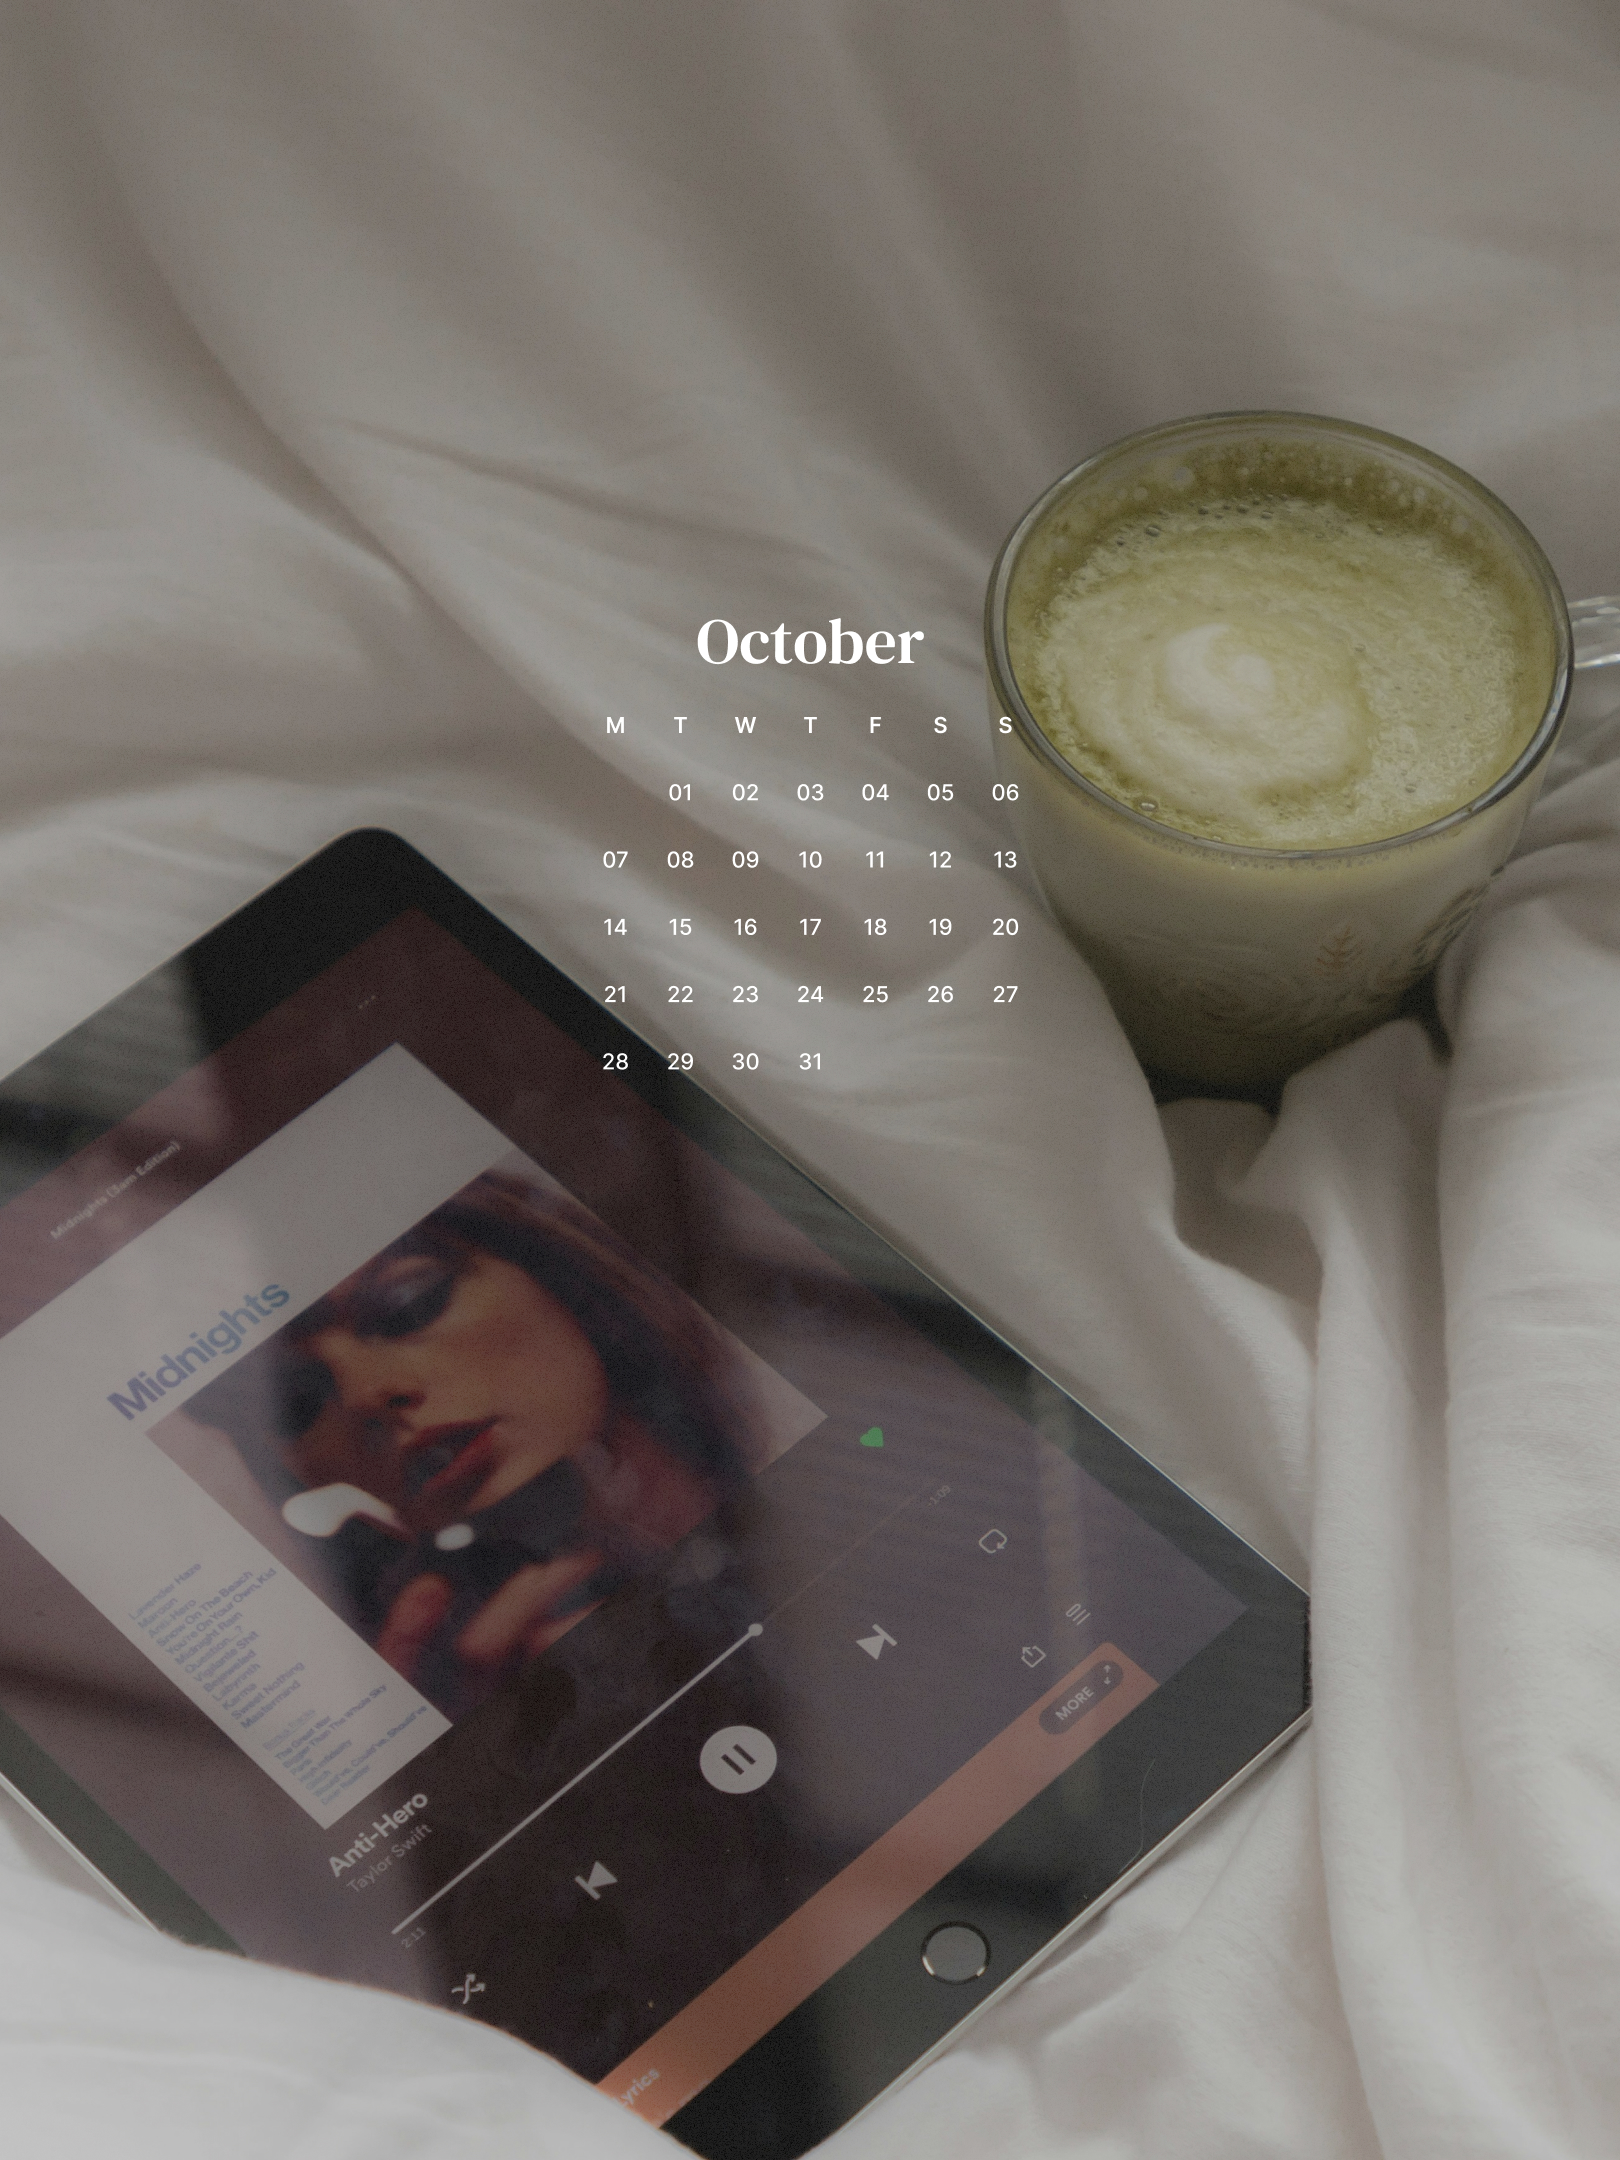 October
M T W T F S S
01 02 03 04 05 06
07 08 09 10 11 12 13
14 15 16 17 18 19 20
21 22 23 24 25 26 27
28 29 30 31
Midnights (3am Edition)
Midnights
Lavender Haze
Maroon
Anti-Hero
Snow On The Beach
You're On Your Own, Kid
Midnight Rain
Question...?
Vigilante Shit
Bejeweled
Labyrinth
Karma
Sweet Nothing
Mastermind
The Great War
Bigger Than The Whole Sky
Paris
High Infidelity
Glitch
Would've, Could've, Should've
Dear Reader
Anti-Hero
Taylor Swift
2:11
-1:09
MORE
Lyrics